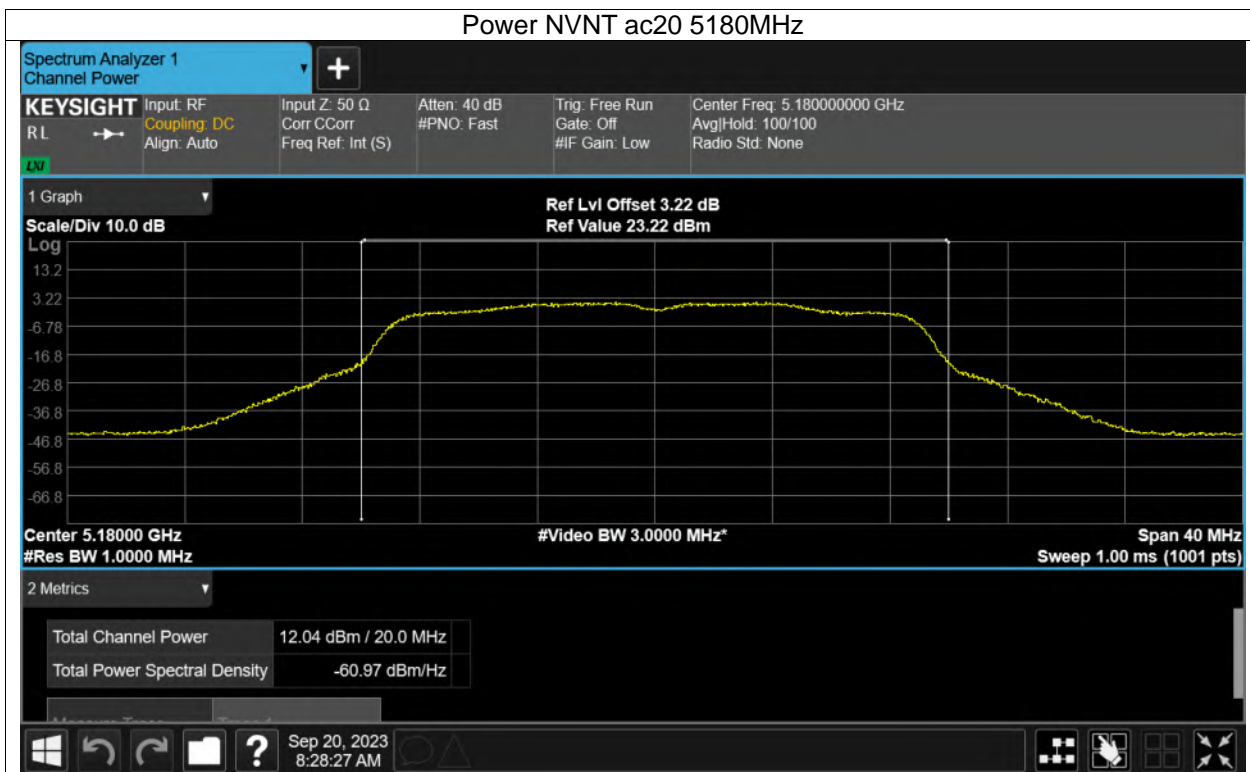 Power NVNT ac20 5180MHz
Spectrum Analyzer 1
Channel Power
KEYSIGHT Input: RF Input Z: 50 Ω Atten: 40 dB Trig: Free Run Center Freq: 5.180000000 GHz
RL Coupling: DC Corr CCorr #PNO: Fast Gate: Off Avg|Hold: 100/100
Align: Auto Freq Ref: Int (S) #IF Gain: Low Radio Std: None
LXI
1 Graph Ref Lvl Offset 3.22 dB
Scale/Div 10.0 dB Ref Value 23.22 dBm
Log
13.2
3.22
-6.78
-16.8
-26.8
-36.8
-46.8
-56.8
-66.8
Center 5.18000 GHz #Video BW 3.0000 MHz* Span 40 MHz
#Res BW 1.0000 MHz Sweep 1.00 ms (1001 pts)
2 Metrics
Total Channel Power 12.04 dBm / 20.0 MHz
Total Power Spectral Density -60.97 dBm/Hz
Sep 20, 2023
8:28:27 AM